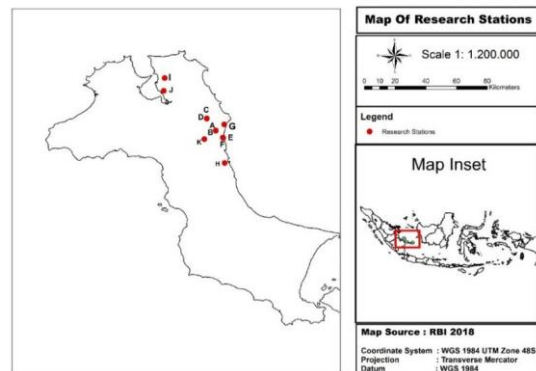 Map Of Research Stations
Scale 1: 1.200.000
0 5 10 20 40 60 80
Kilometers
Legend
Research Stations
Map Inset
Map Source : RBI 2018
Coordinate System : WGS 1984 UTM Zone 48S
Projection : Transverse Mercator
Datum : WGS 1984
I
J
C
D
A
G
B
E
K
F
H